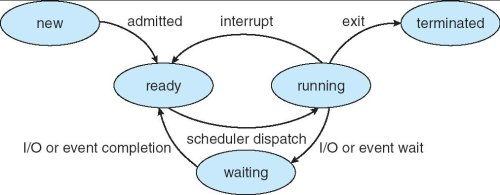 new
admitted
interrupt
exit
terminated
ready
running
scheduler dispatch
I/O or event completion
I/O or event wait
waiting